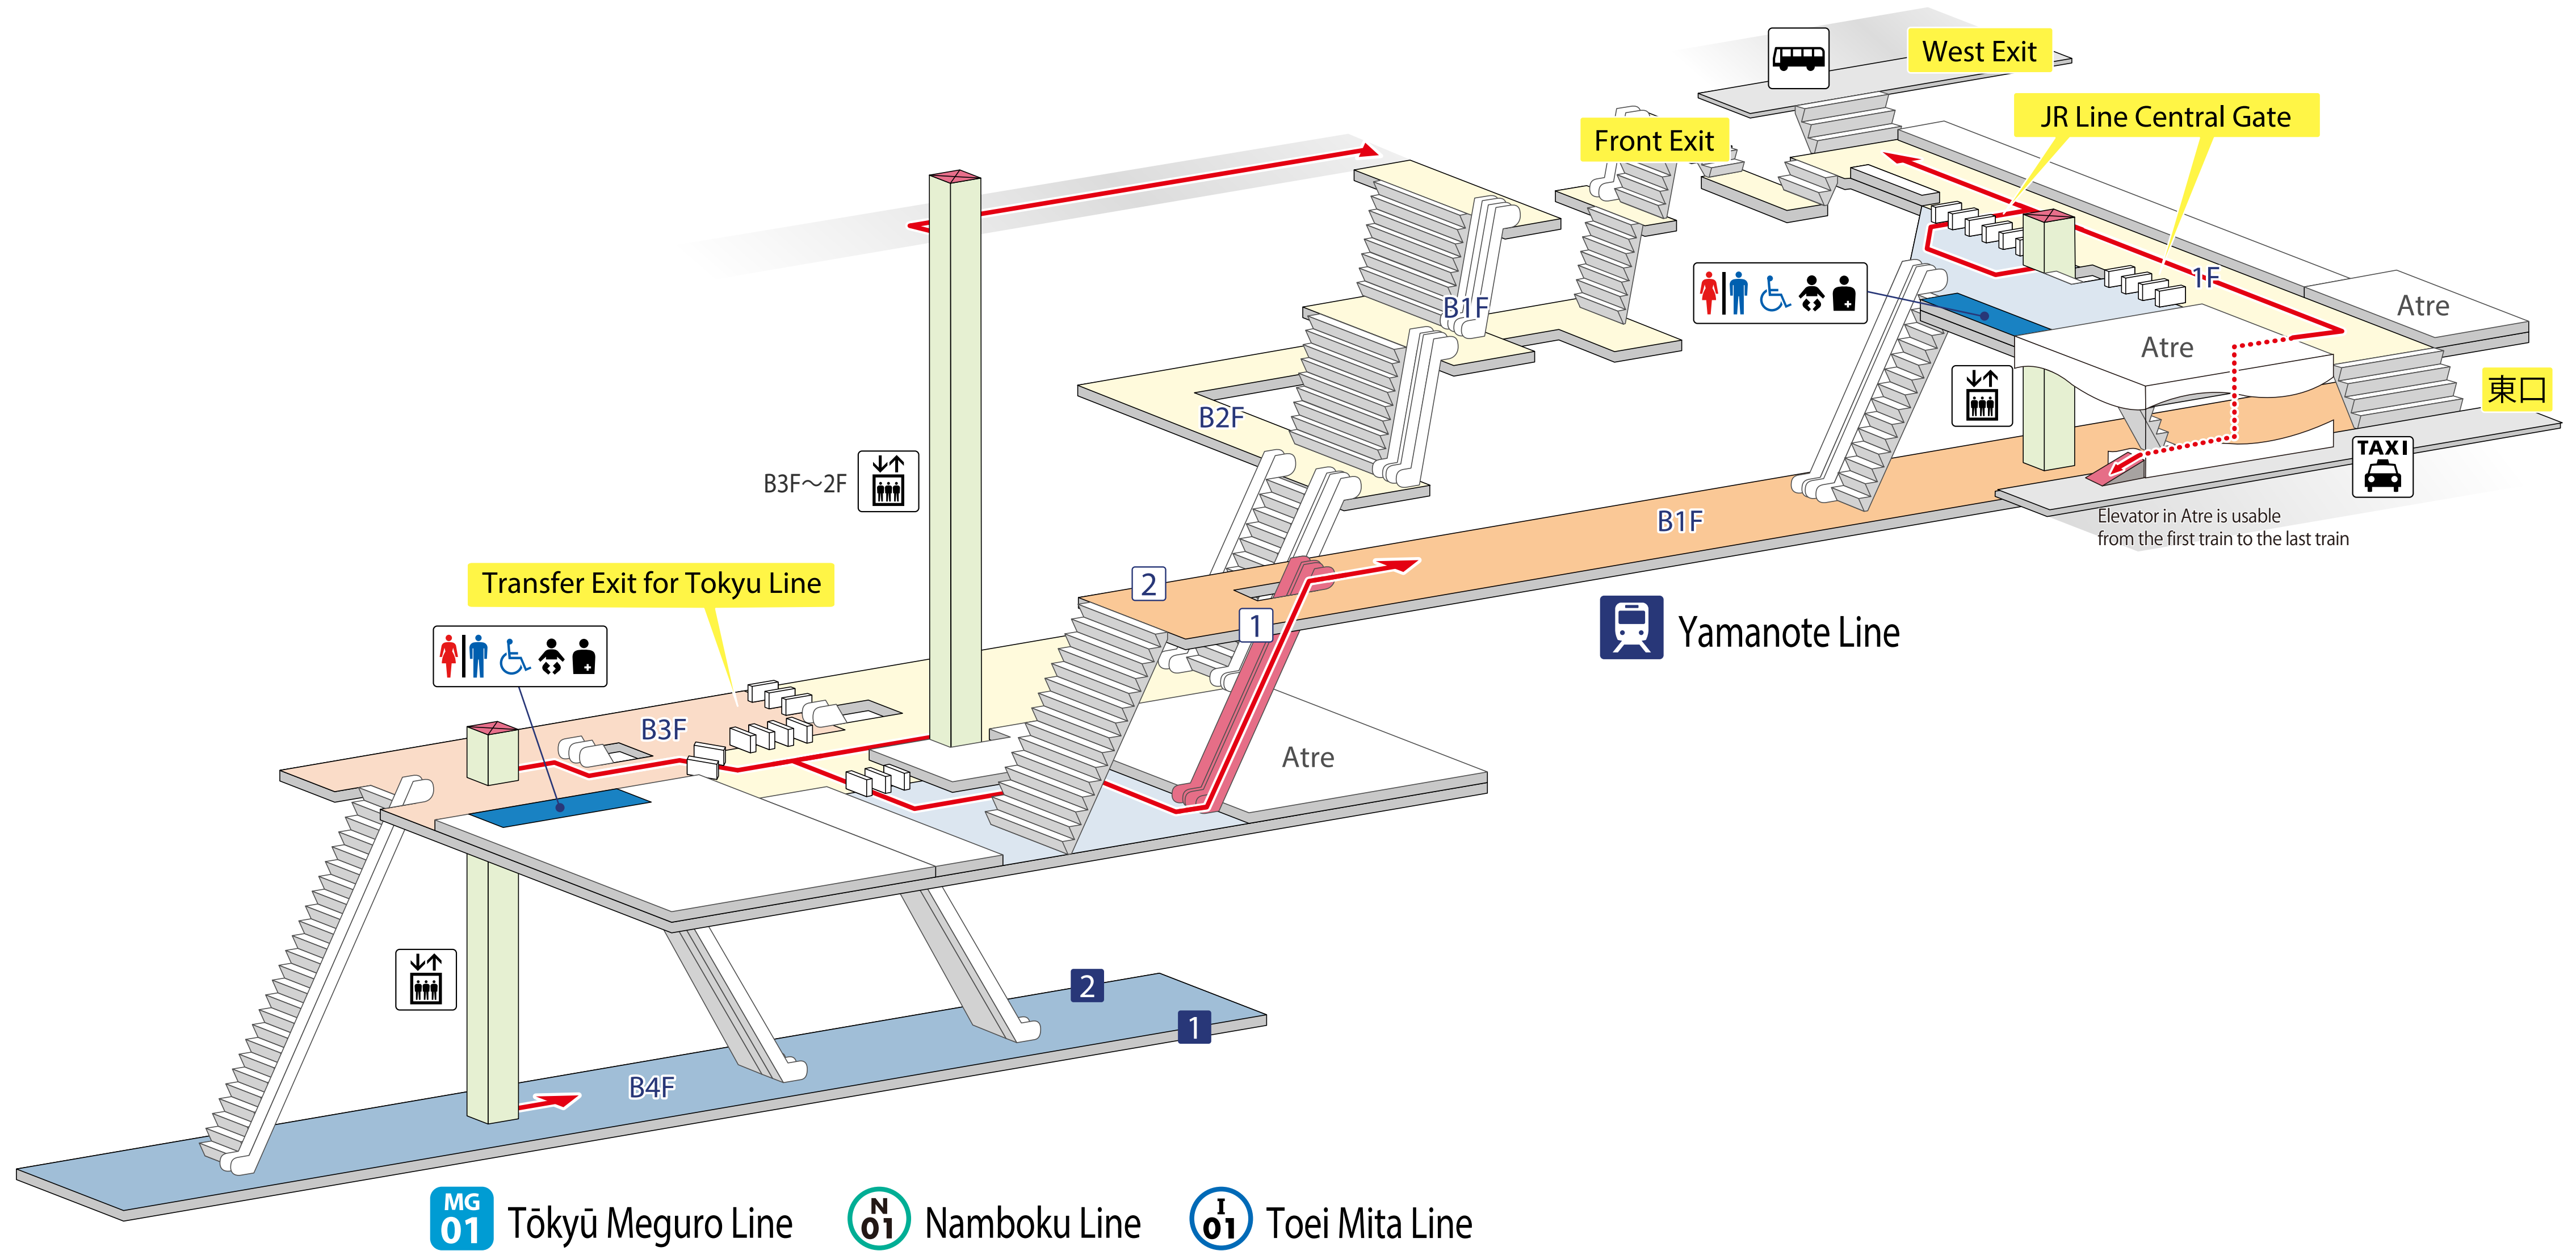 West Exit
JR Line Central Gate
Front Exit
1F
Atre
B1F
Atre
東口
B2F
TAXI
B3F～2F
B1F
Elevator in Atre is usable
from the first train to the last train
Transfer Exit for Tokyu Line
2
1
Yamanote Line
B3F
Atre
2
1
B4F
MG
01
Tōkyū Meguro Line
N
01
Namboku Line
I
01
Toei Mita Line